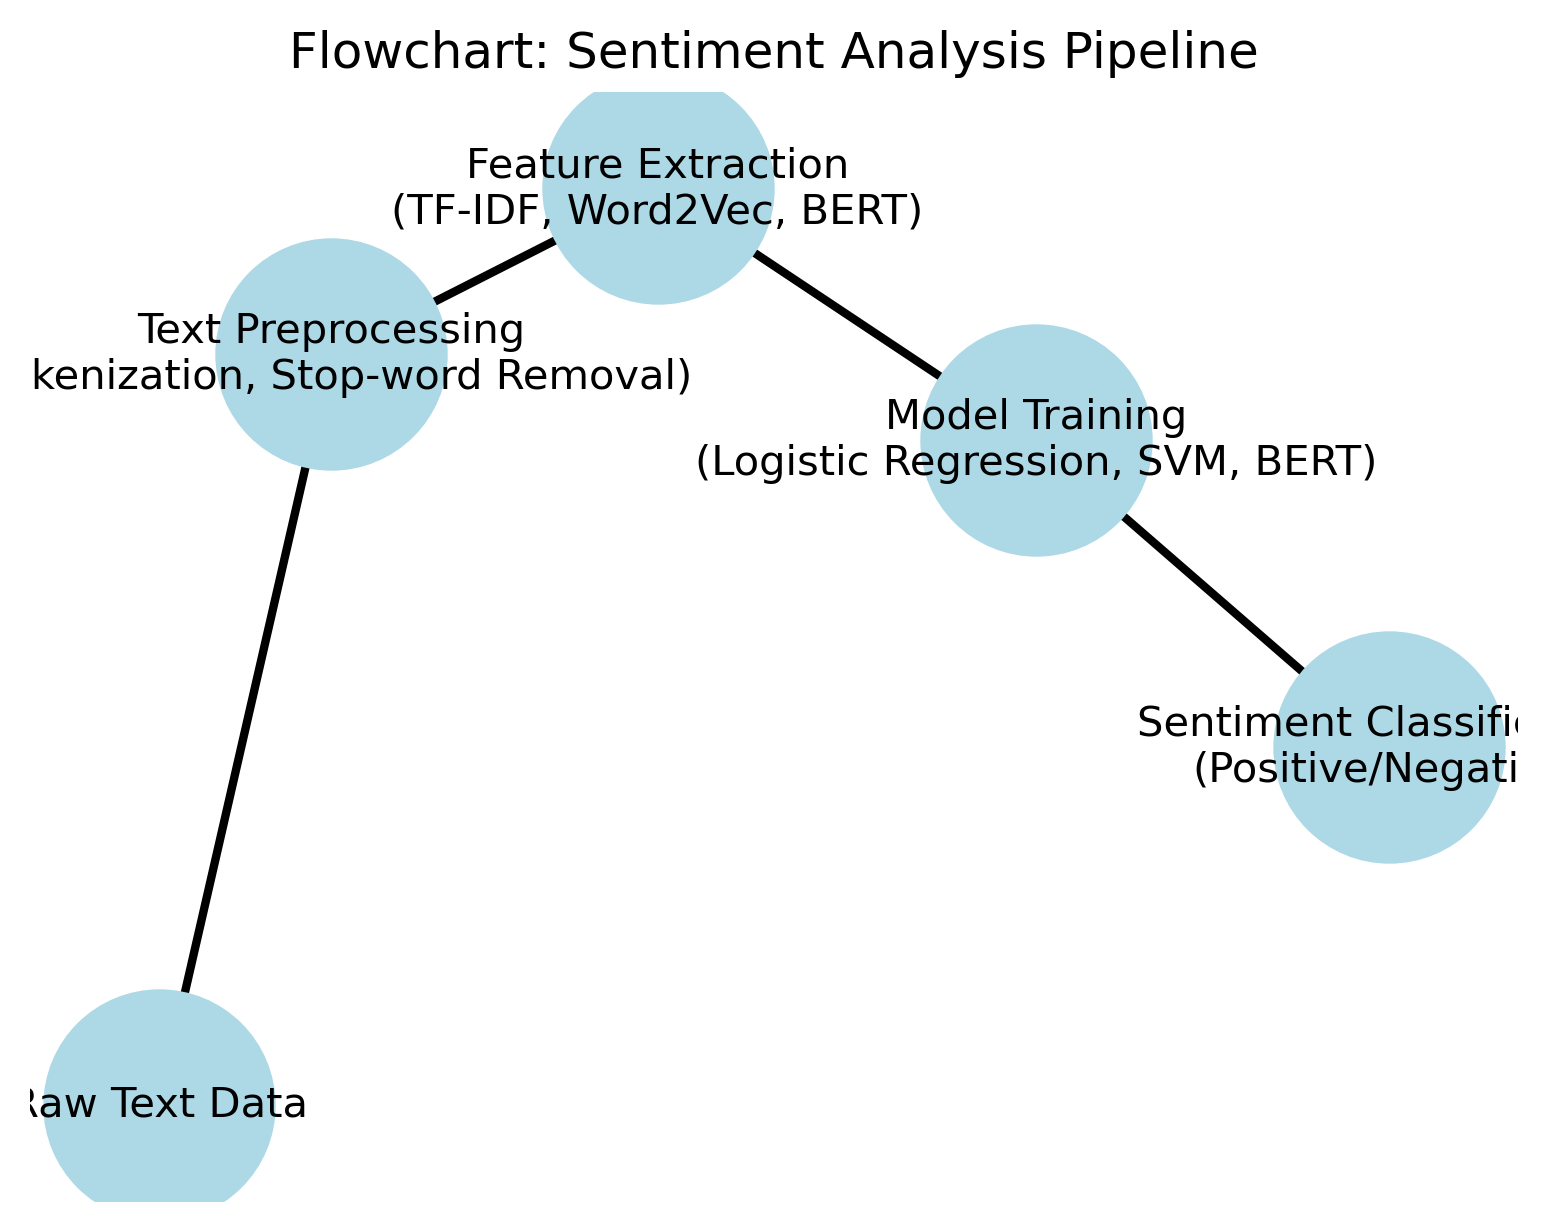 Flowchart: Sentiment Analysis Pipeline
Feature Extraction
(TF-IDF, Word2Vec, BERT)
Text Preprocessing
kenization, Stop-word Removal)
Model Training
(Logistic Regression, SVM, BERT)
Sentiment Classific
(Positive/Negati
Raw Text Data